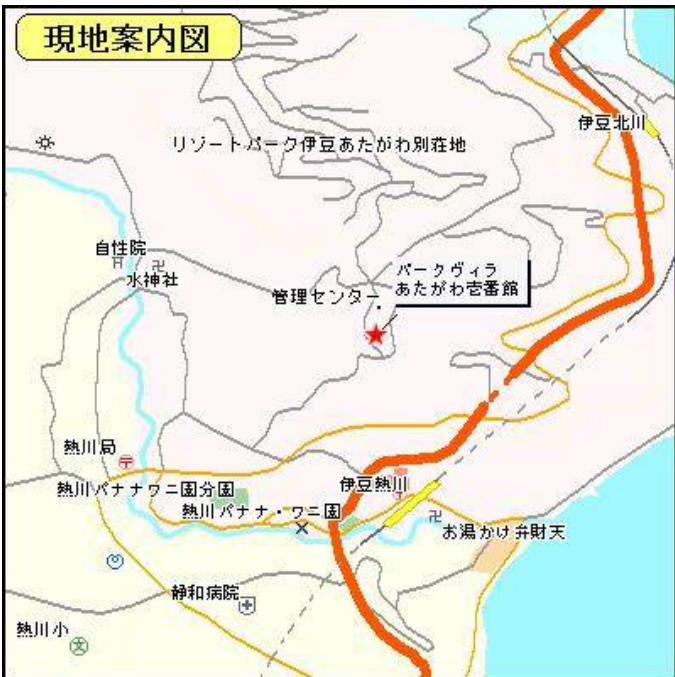 現地案内図
伊豆北川
リゾートパーク伊豆あたがわ別荘地
自性院
水神社
パークヴィラ
あたがわ壱番館
管理センター
熱川局
伊豆熱川
熱川バナナワニ園分園
熱川バナナ・ワニ園
お湯かけ弁財天
静和病院
熱川小
文